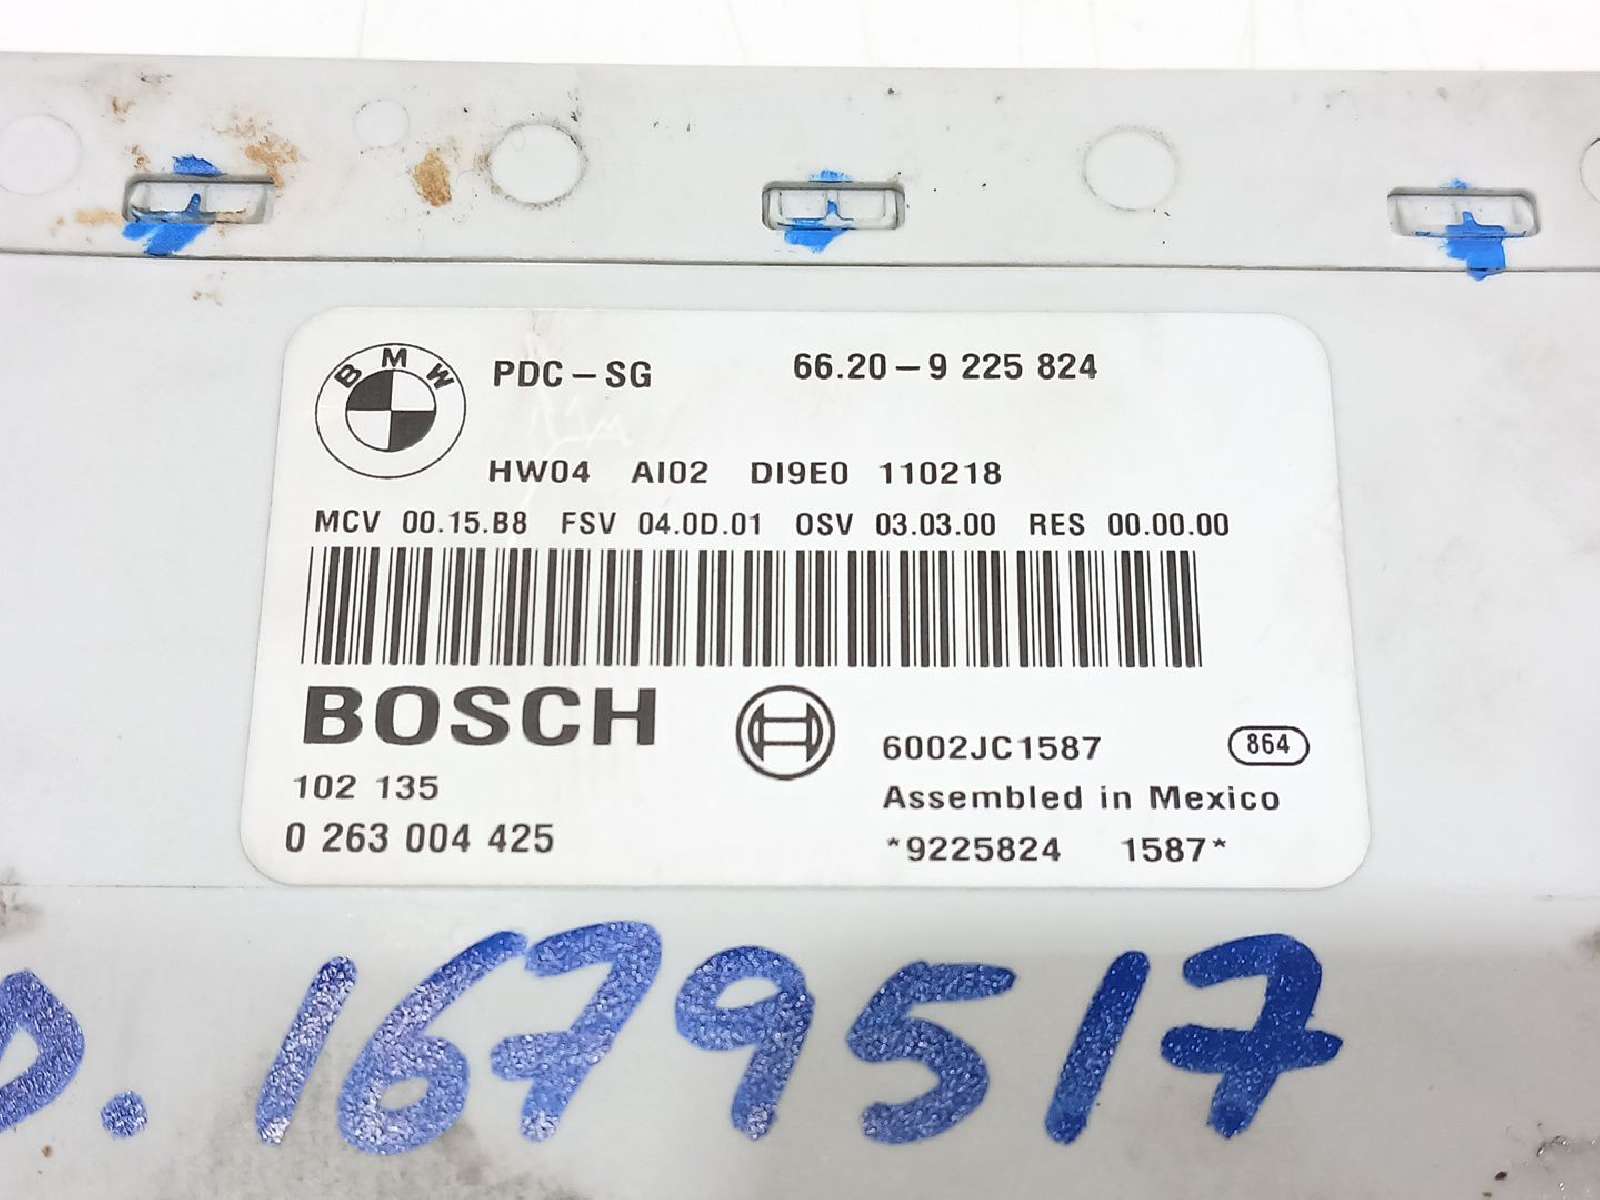 BMW
PDC-SG 66.20-9 225 824
HW04 AI02 DI9E0 110218
MCV 00.15.B8 FSV 04.0D.01 OSV 03.03.00 RES 00.00.00
BOSCH
6002JC1587 864
102 135
Assembled in Mexico
0 263 004 425
*9225824 1587*
D. 1679517